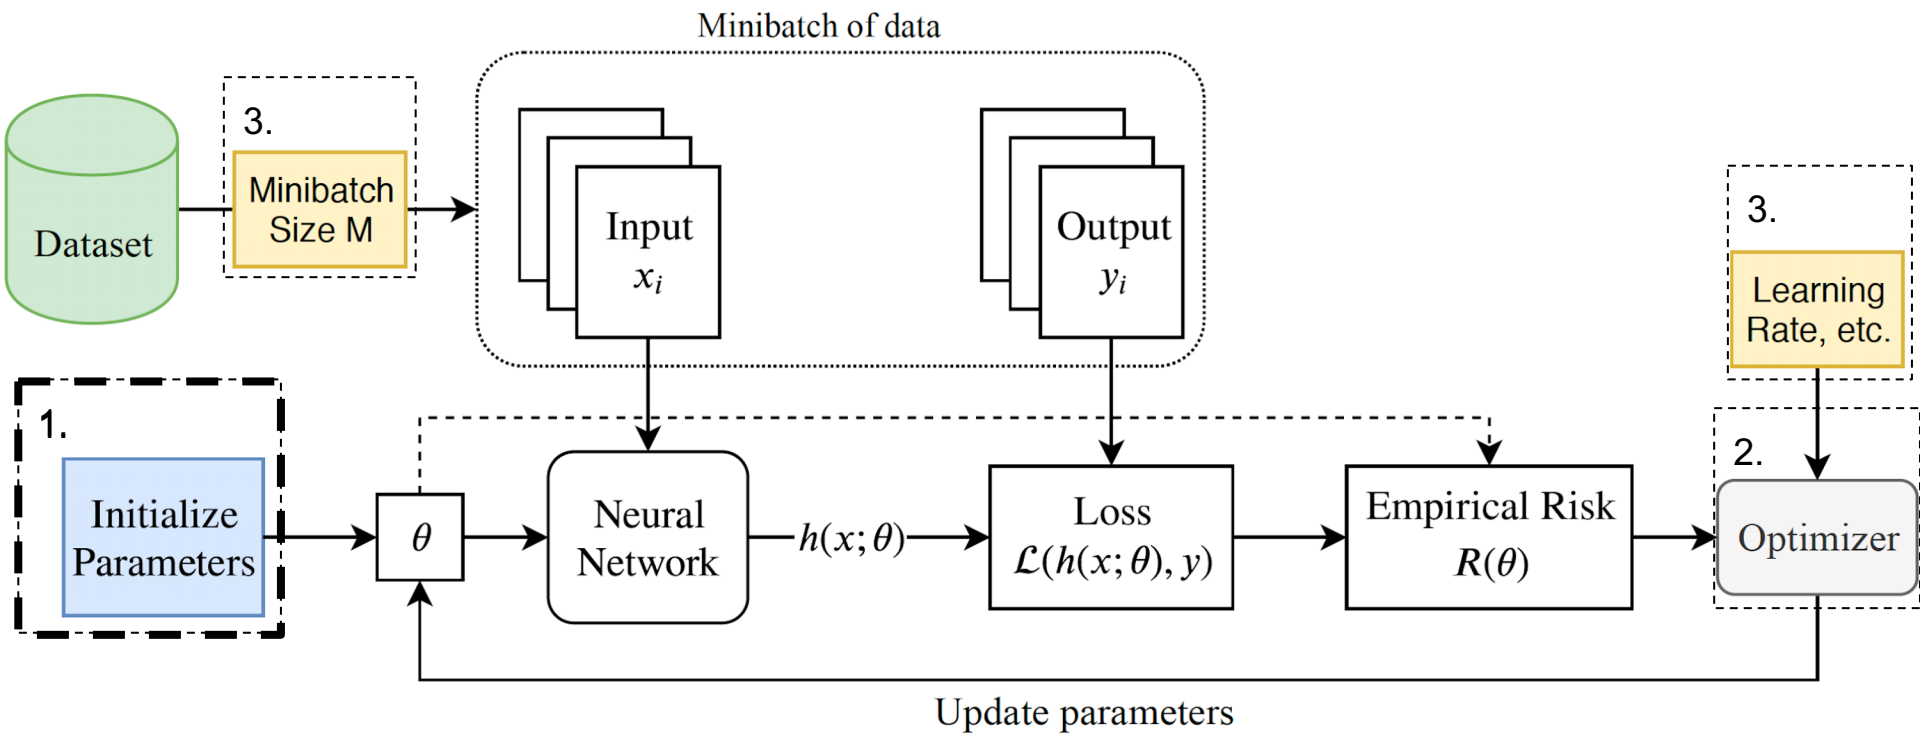 Minibatch of data
3.
Minibatch
Size M
Dataset
Input
xᵢ
Output
yᵢ
3.
Learning
Rate, etc.
1.
Initialize
Parameters
θ
Neural
Network
h(x; θ)
Loss
ℒ(h(x; θ), y)
Empirical Risk
R(θ)
2.
Optimizer
Update parameters